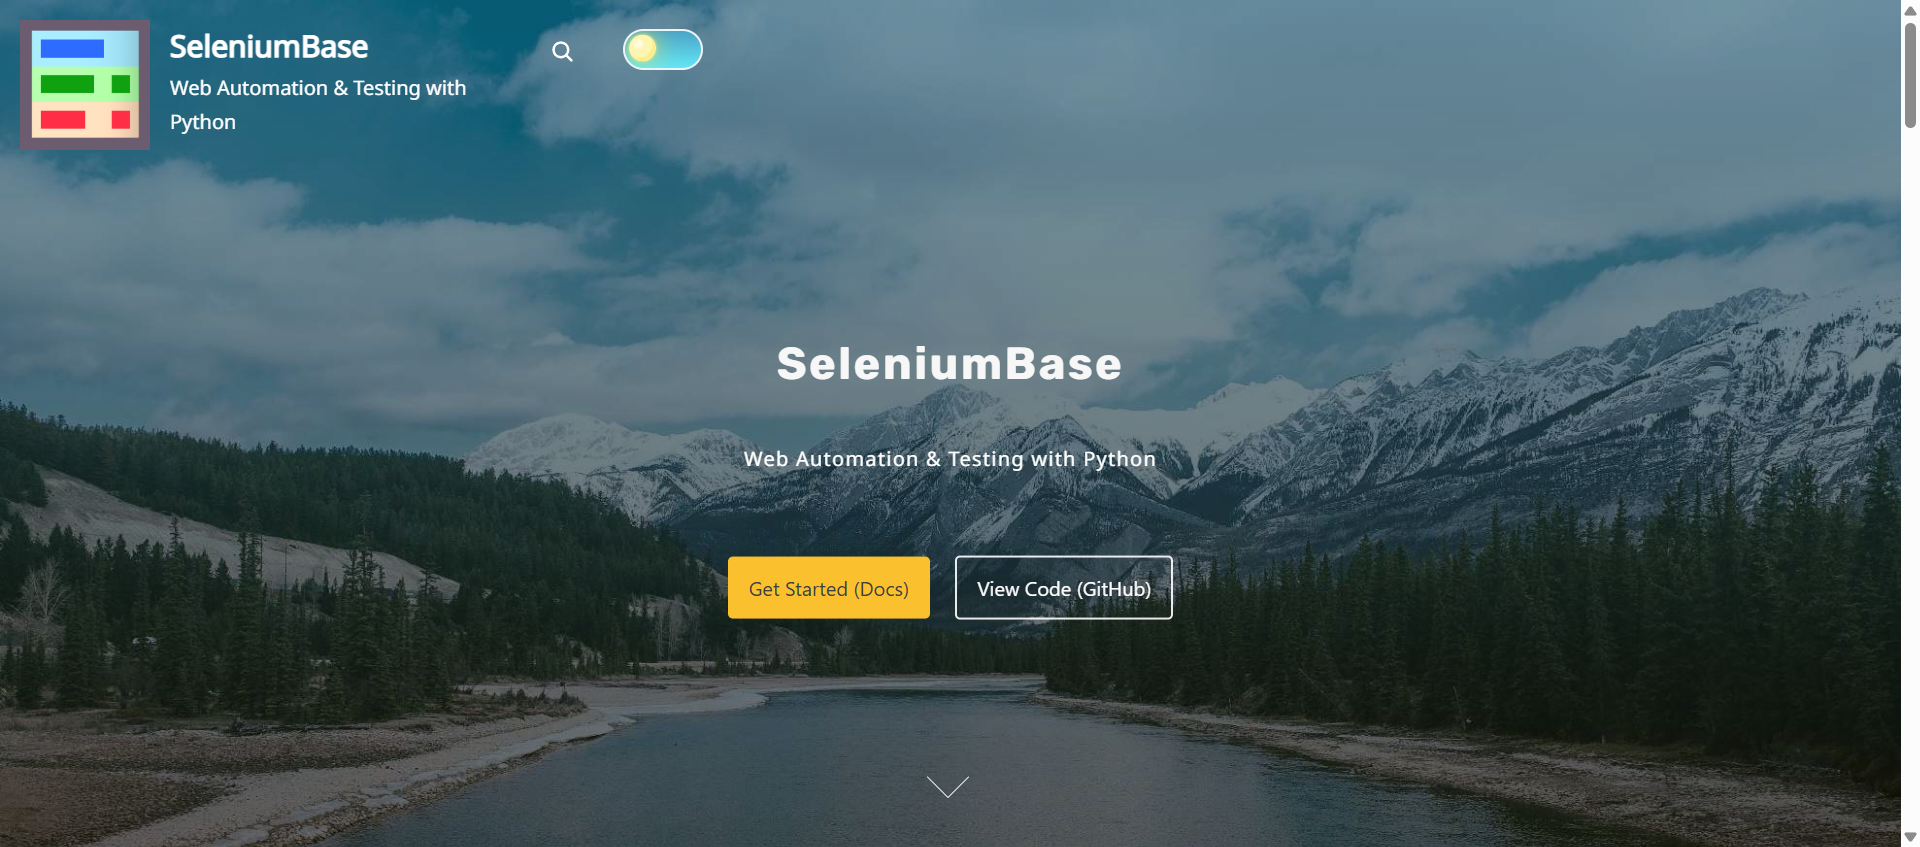 SeleniumBase
Web Automation & Testing with
Python
SeleniumBase
Web Automation & Testing with Python
Get Started (Docs)
View Code (GitHub)